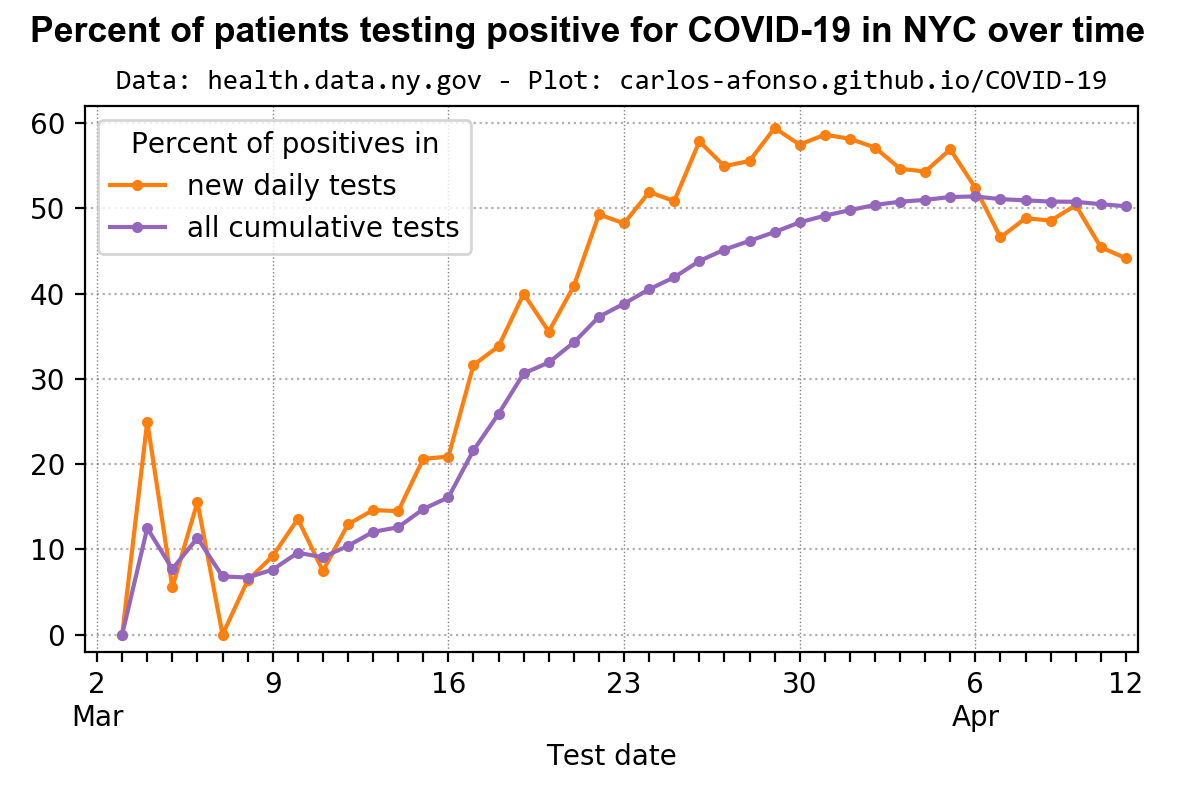 Percent of patients testing positive for COVID-19 in NYC over time
Data: health.data.ny.gov - Plot: carlos-afonso.github.io/COVID-19
Percent of positives in
new daily tests
all cumulative tests
60
50
40
30
20
10
0
2 9 16 23 30 6 12
Mar Apr
Test date